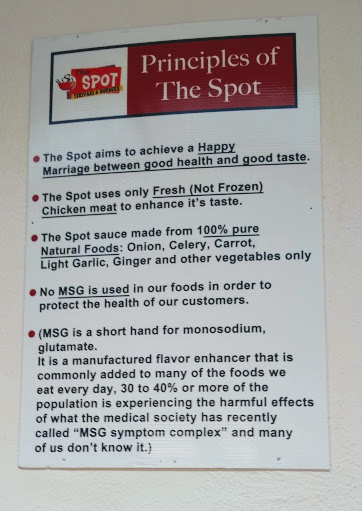 SPOT
TERIYAKI & BURGERS
Principles of
The Spot
• The Spot aims to achieve a Happy
Marriage between good health and good taste.
• The Spot uses only Fresh (Not Frozen)
Chicken meat to enhance it's taste.
• The Spot sauce made from 100% pure
Natural Foods: Onion, Celery, Carrot,
Light Garlic, Ginger and other vegetables only
• No MSG is used in our foods in order to
protect the health of our customers.
• (MSG is a short hand for monosodium,
glutamate.
It is a manufactured flavor enhancer that is
commonly added to many of the foods we
eat every day, 30 to 40% or more of the
population is experiencing the harmful effects
of what the medical society has recently
called "MSG symptom complex" and many
of us don't know it.)